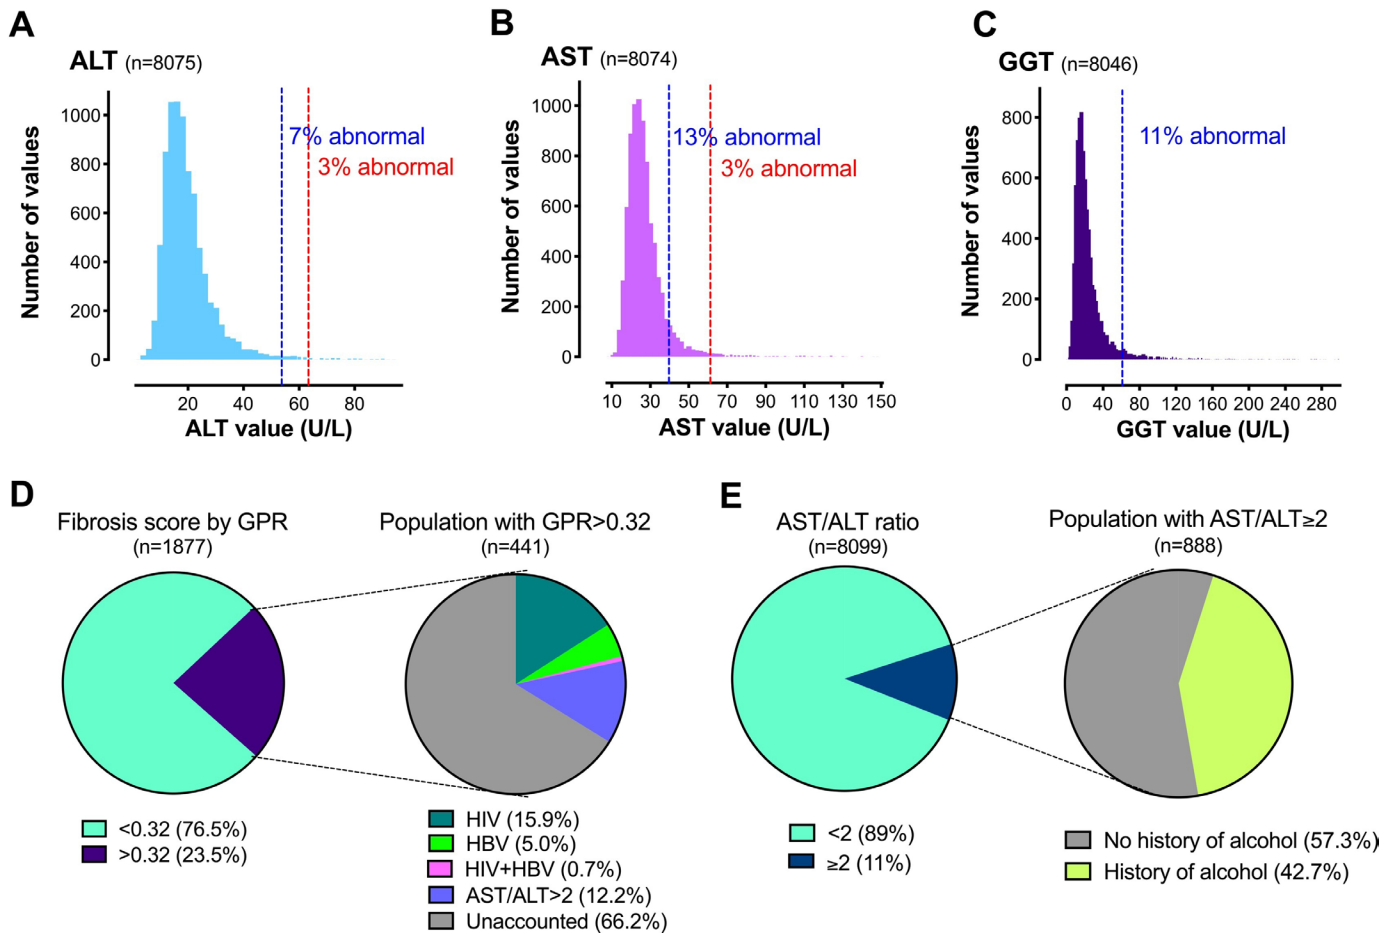 A
ALT (n=8075)
Number of values
1000
800
600
400
200
0
7% abnormal
3% abnormal
20 40 60 80
ALT value (U/L)
B
AST (n=8074)
Number of values
1000
800
600
400
200
0
13% abnormal
3% abnormal
10 30 50 70 90 110 130 150
AST value (U/L)
C
GGT (n=8046)
Number of values
800
600
400
200
0
11% abnormal
0 40 80 120 160 200 240 280
GGT value (U/L)
D
Fibrosis score by GPR
(n=1877)
<0.32 (76.5%)
>0.32 (23.5%)
Population with GPR>0.32
(n=441)
HIV (15.9%)
HBV (5.0%)
HIV+HBV (0.7%)
AST/ALT>2 (12.2%)
Unaccounted (66.2%)
E
AST/ALT ratio
(n=8099)
<2 (89%)
≥2 (11%)
Population with AST/ALT≥2
(n=888)
No history of alcohol (57.3%)
History of alcohol (42.7%)